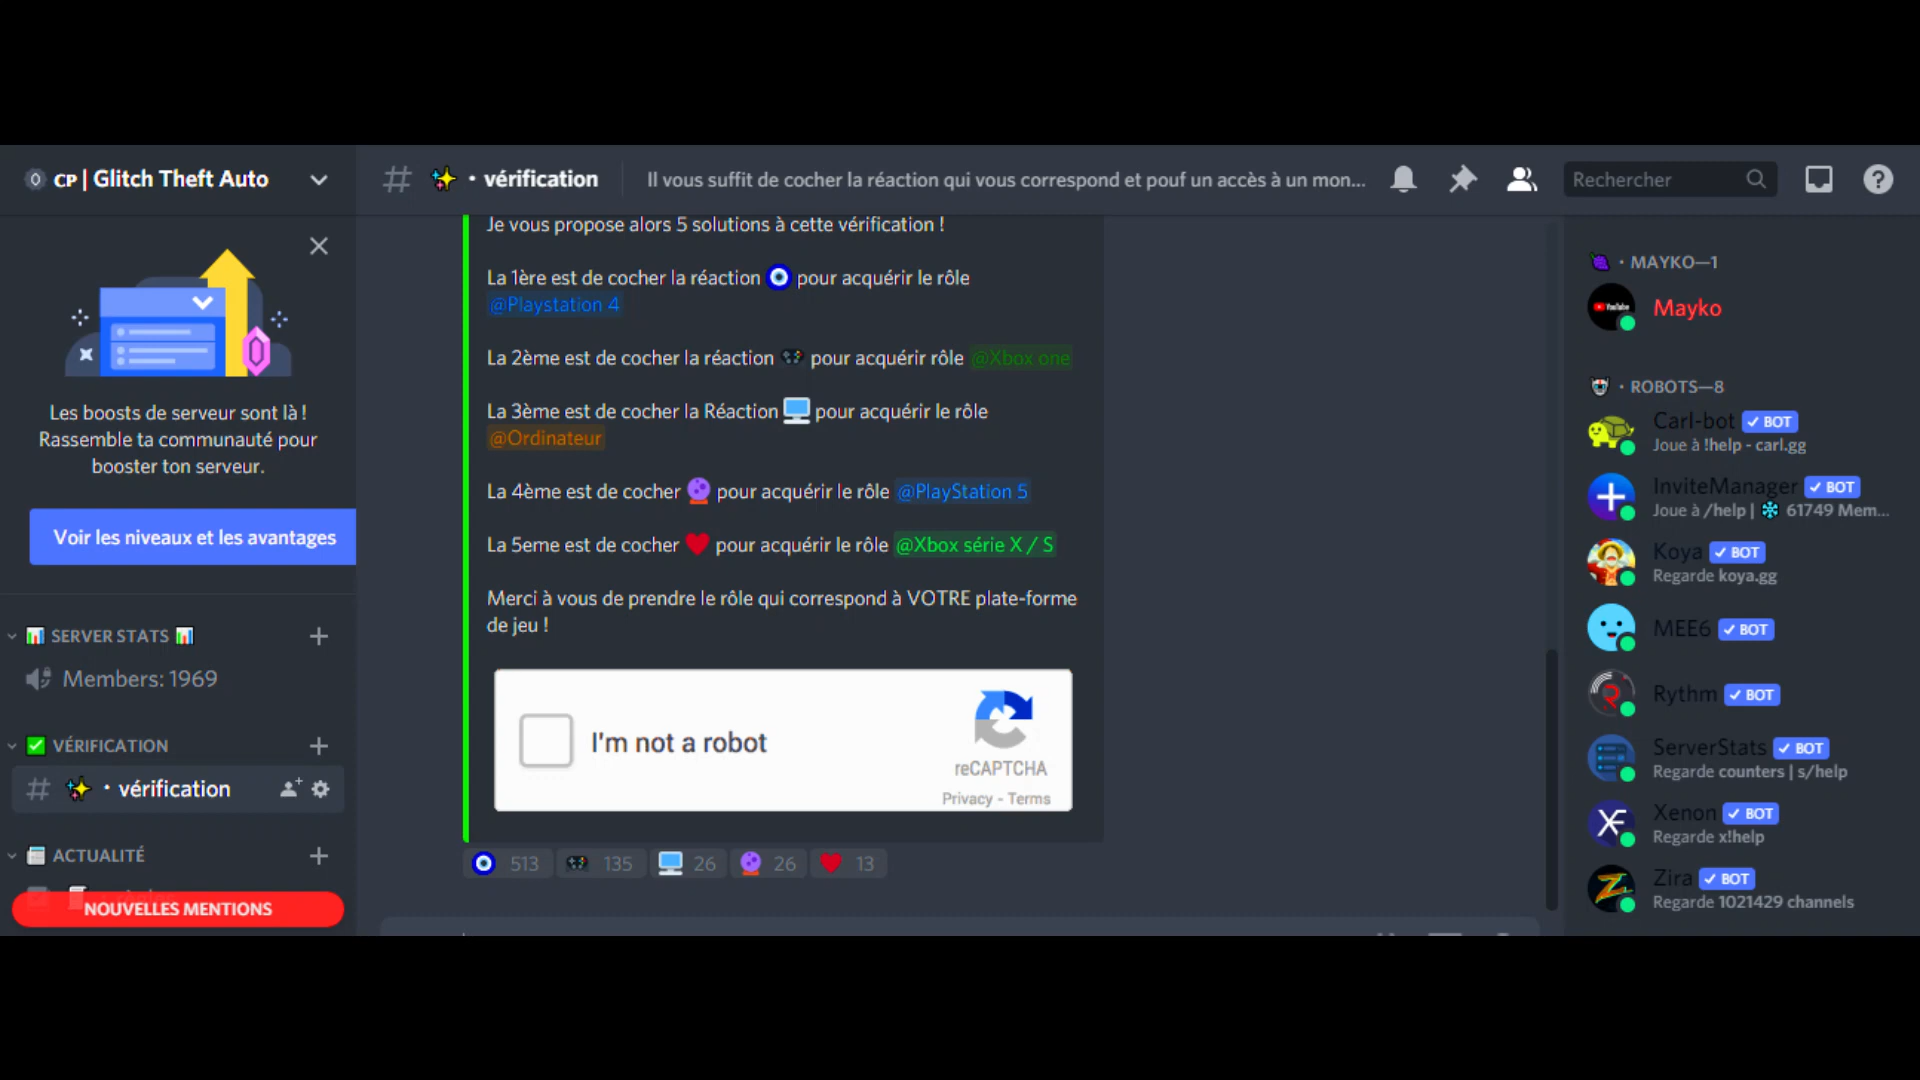 CP | Glitch Theft Auto
Les boosts de serveur sont là !
Rassemble ta communauté pour
booster ton serveur.
Voir les niveaux et les avantages
SERVER STATS
Members: 1969
VÉRIFICATION
vérification
ACTUALITÉ
NOUVELLES MENTIONS
vérification
Il vous suffit de cocher la réaction qui vous correspond et pouf un accès à un mon...
Rechercher
Je vous propose alors 5 solutions à cette vérification !
La 1ère est de cocher la réaction pour acquérir le rôle
@Playstation 4
La 2ème est de cocher la réaction pour acquérir rôle @Xbox one
La 3ème est de cocher la Réaction pour acquérir le rôle
@Ordinateur
La 4ème est de cocher pour acquérir le rôle @PlayStation 5
La 5eme est de cocher pour acquérir le rôle @Xbox série X / S
Merci à vous de prendre le rôle qui correspond à VOTRE plate-forme
de jeu !
I'm not a robot
reCAPTCHA
Privacy - Terms
513 135 26 26 13
MAYKO—1
YouTube
Mayko
ROBOTS—8
Carl-bot BOT
Joue à !help - carl.gg
InviteManager BOT
Joue à /help | 61749 Mem...
Koya BOT
Regarde koya.gg
MEE6 BOT
Rythm BOT
ServerStats BOT
Regarde counters | s/help
Xenon BOT
Regarde x!help
Zira BOT
Regarde 1021429 channels